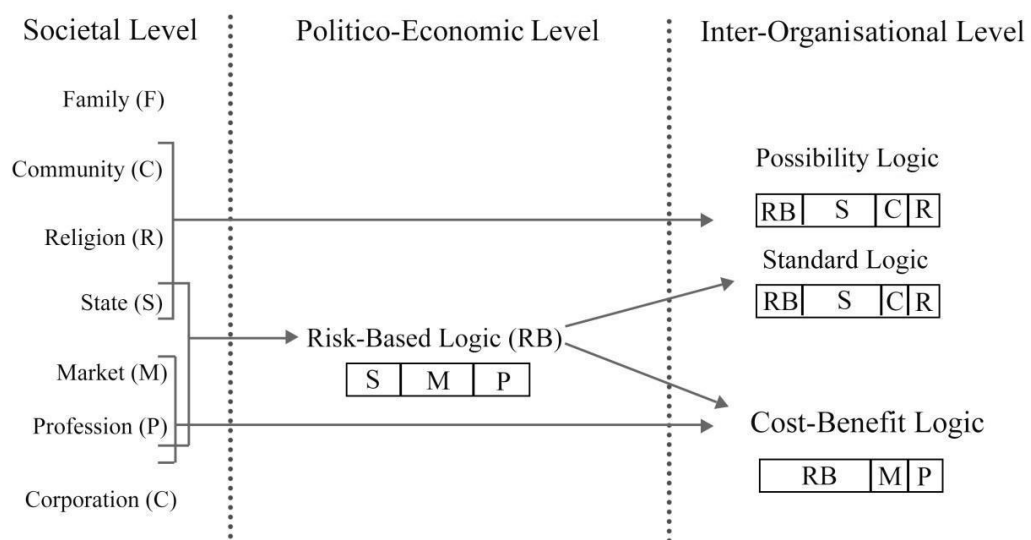 Societal Level
Politico-Economic Level
Inter-Organisational Level
Family (F)
Community (C)
Religion (R)
State (S)
Market (M)
Profession (P)
Corporation (C)
Risk-Based Logic (RB)
S M P
Possibility Logic
RB S C R
Standard Logic
RB S C R
Cost-Benefit Logic
RB M P